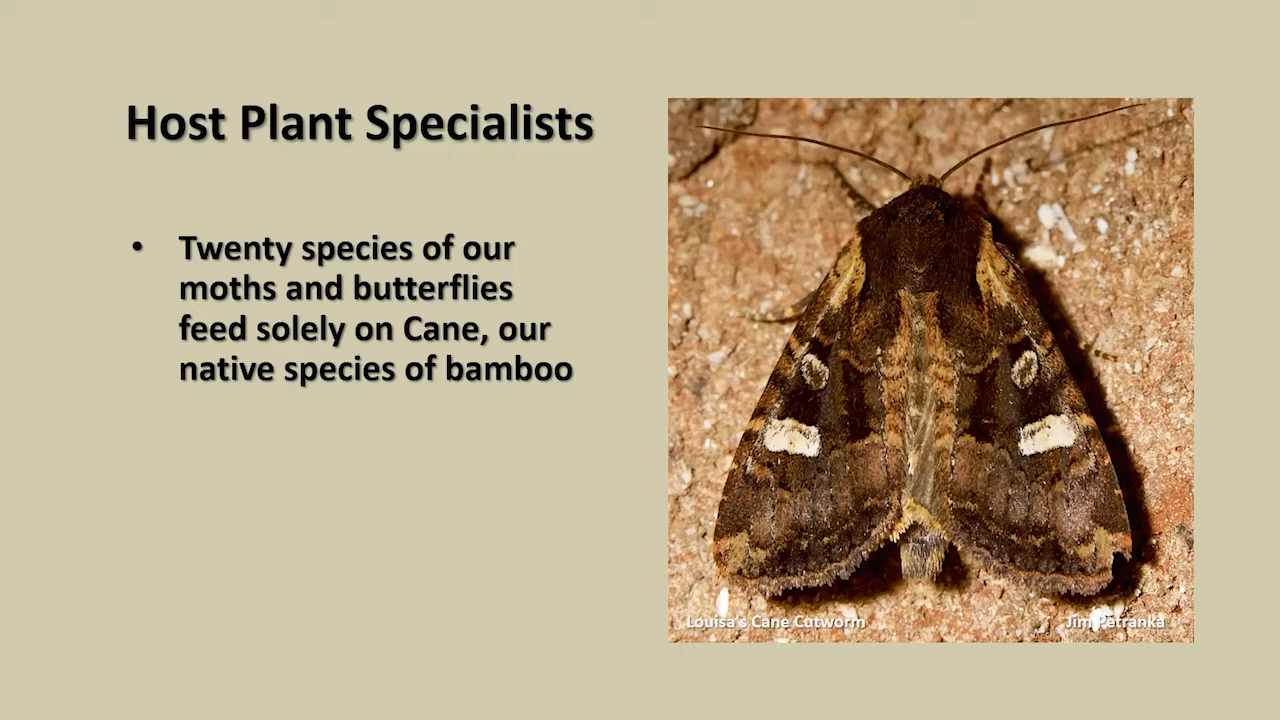 Host Plant Specialists
• Twenty species of our
moths and butterflies
feed solely on Cane, our
native species of bamboo
Louisa's Cane Cutworm
Jim Petranka